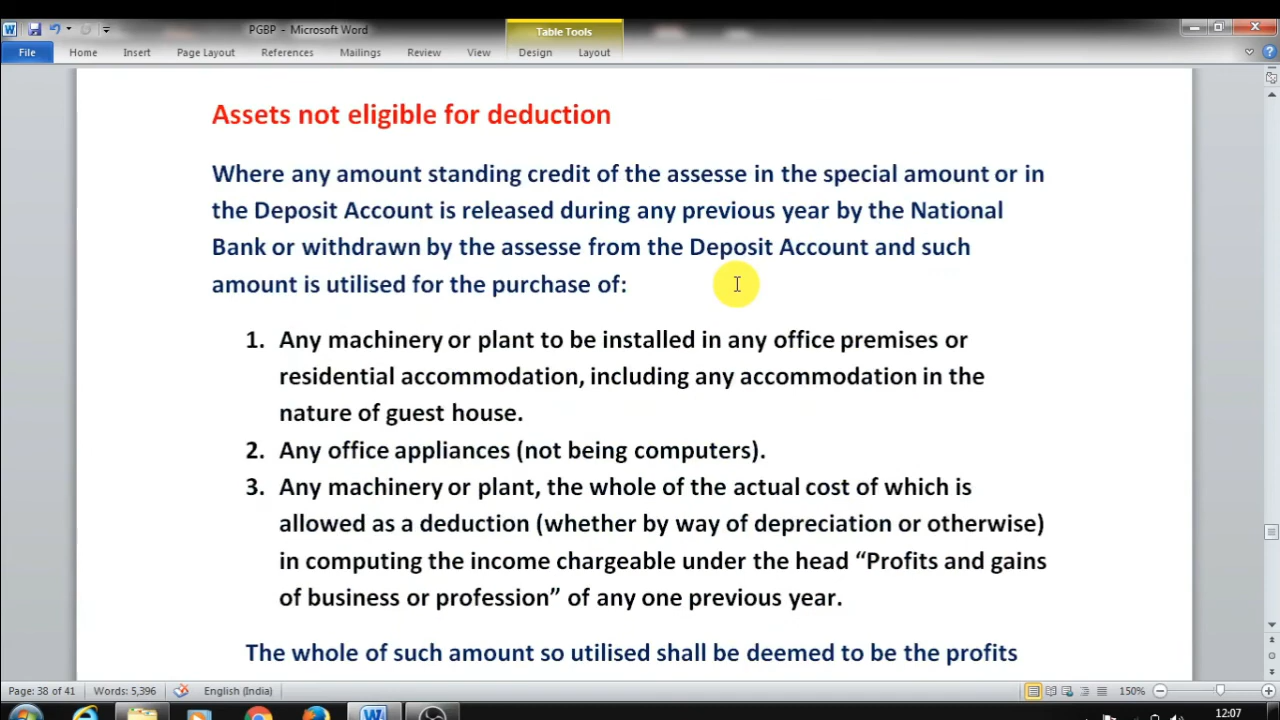 PGBP - Microsoft Word
Table Tools
File Home Insert Page Layout References Mailings Review View Design Layout
Assets not eligible for deduction
Where any amount standing credit of the assesse in the special amount or in
the Deposit Account is released during any previous year by the National
Bank or withdrawn by the assesse from the Deposit Account and such
amount is utilised for the purchase of:
1. Any machinery or plant to be installed in any office premises or
residential accommodation, including any accommodation in the
nature of guest house.
2. Any office appliances (not being computers).
3. Any machinery or plant, the whole of the actual cost of which is
allowed as a deduction (whether by way of depreciation or otherwise)
in computing the income chargeable under the head “Profits and gains
of business or profession” of any one previous year.
The whole of such amount so utilised shall be deemed to be the profits
Page: 38 of 41 Words: 5,396 English (India) 150%
12:07